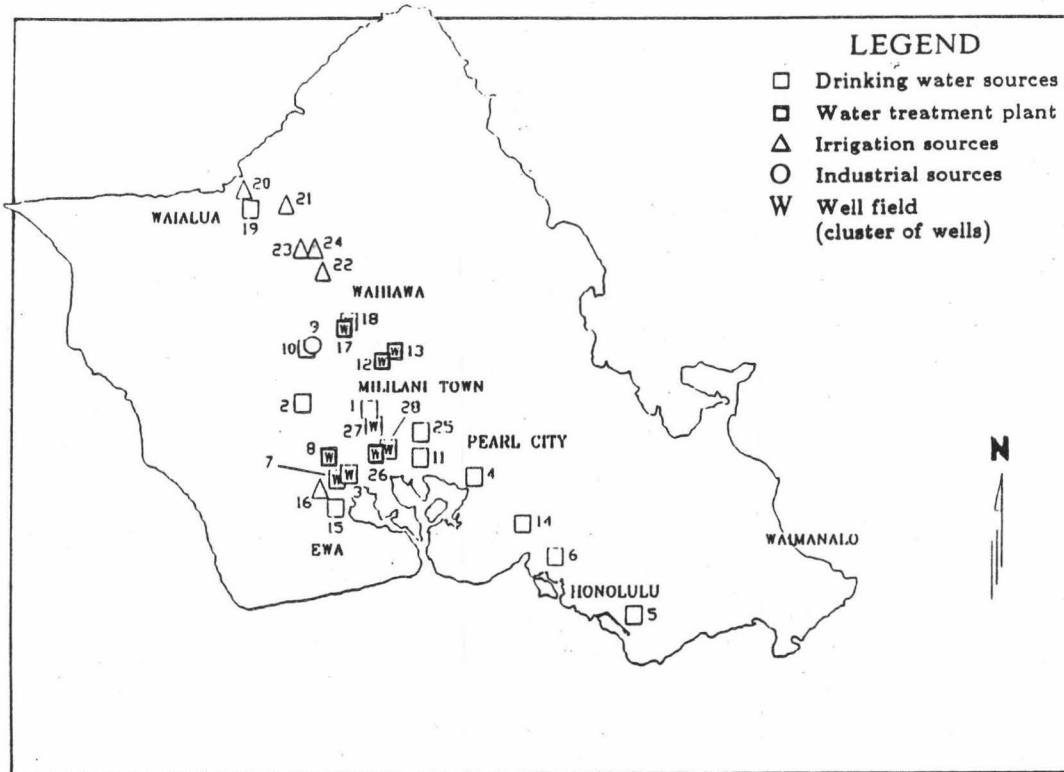 LEGEND
Drinking water sources
Water treatment plant
Irrigation sources
Industrial sources
W Well field
(cluster of wells)
20
21
WAIALUA
19
23
24
22
WAHIAWA
18
9
17
10
13
12
MILILANI TOWN
2
1
28
27
25
PEARL CITY
8
W
11
7
26
4
3
16
15
14
EWA
WAIMANALO
6
HONOLULU
5
N